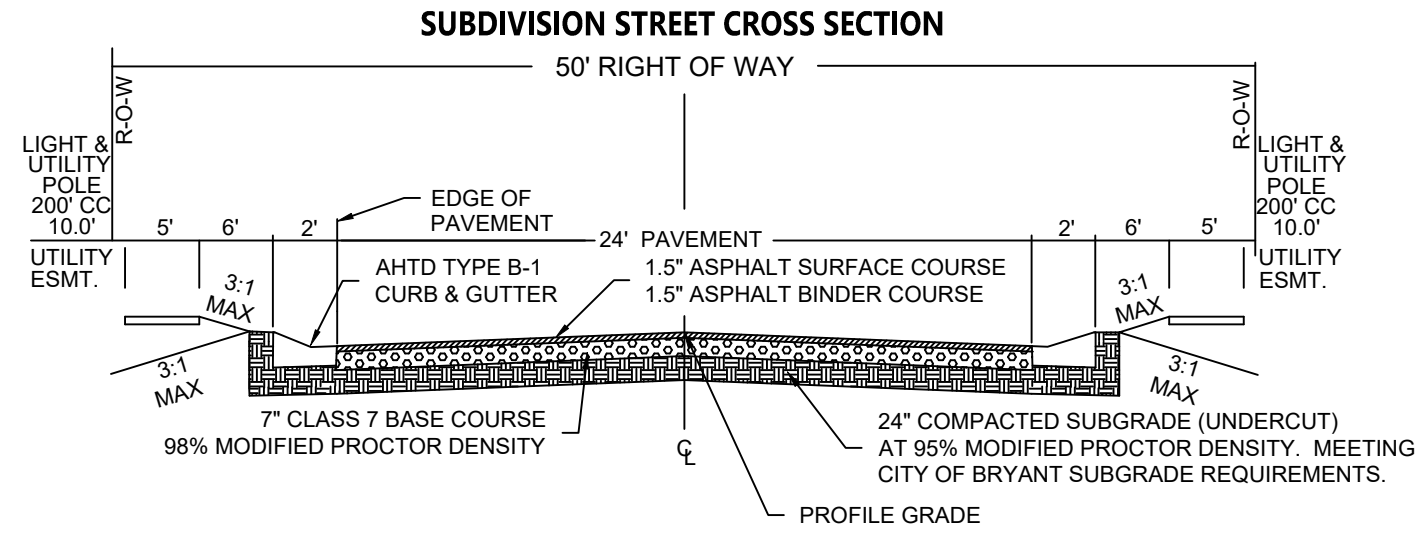 SUBDIVISION STREET CROSS SECTION
50' RIGHT OF WAY
R-O-W
R-O-W
LIGHT &
UTILITY
POLE
200' CC
10.0'
UTILITY
ESMT.
LIGHT &
UTILITY
POLE
200' CC
10.0'
UTILITY
ESMT.
EDGE OF
PAVEMENT
5'
6'
2'
24' PAVEMENT
2'
6'
5'
AHTD TYPE B-1
CURB & GUTTER
1.5" ASPHALT SURFACE COURSE
1.5" ASPHALT BINDER COURSE
3:1
MAX
3:1
MAX
3:1
MAX
3:1
MAX
7" CLASS 7 BASE COURSE
98% MODIFIED PROCTOR DENSITY
CL
24" COMPACTED SUBGRADE (UNDERCUT)
AT 95% MODIFIED PROCTOR DENSITY. MEETING
CITY OF BRYANT SUBGRADE REQUIREMENTS.
PROFILE GRADE